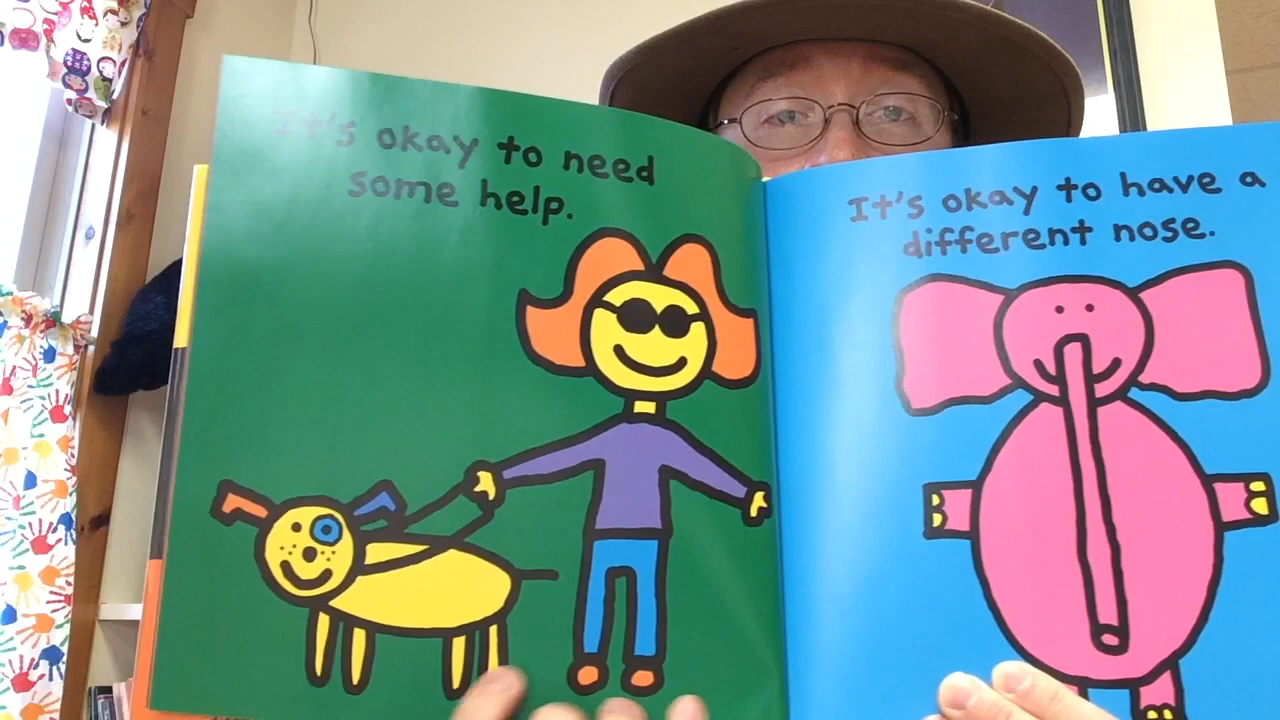 It's okay to need
some help.
It's okay to have a
different nose.